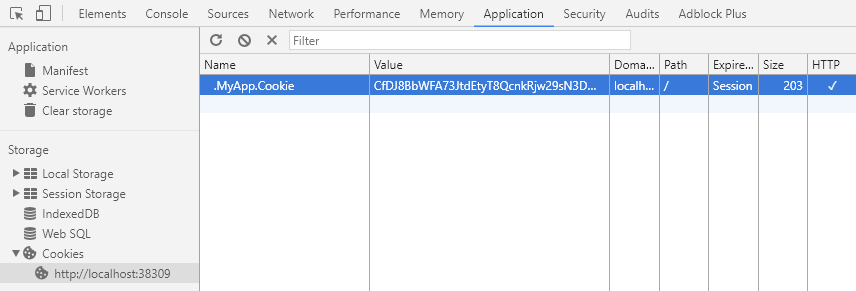 Elements Console Sources Network Performance Memory Application Security Audits Adblock Plus
Application
Manifest
Service Workers
Clear storage
Storage
Local Storage
Session Storage
IndexedDB
Web SQL
Cookies
http://localhost:38309
Filter
Name Value Doma... Path Expire... Size HTTP
.MyApp.Cookie CfDJ8BbWFA73JtdEtyT8QcnkRjw29sN3D... localh... / Session 203 ✓